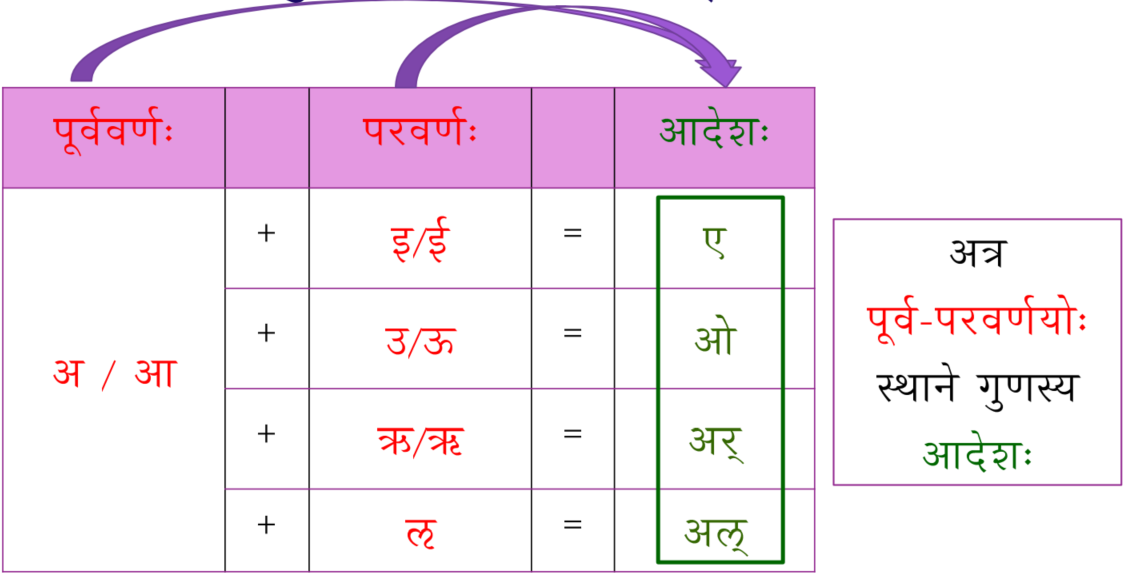 पूर्ववर्णः परवर्णः आदेशः
अ / आ
+ इ/ई = ए
+ उ/ऊ = ओ
+ ऋ/ॠ = अर्
+ ऌ = अल्
अत्र
पूर्व-परवर्णयोः
स्थाने गुणस्य
आदेशः